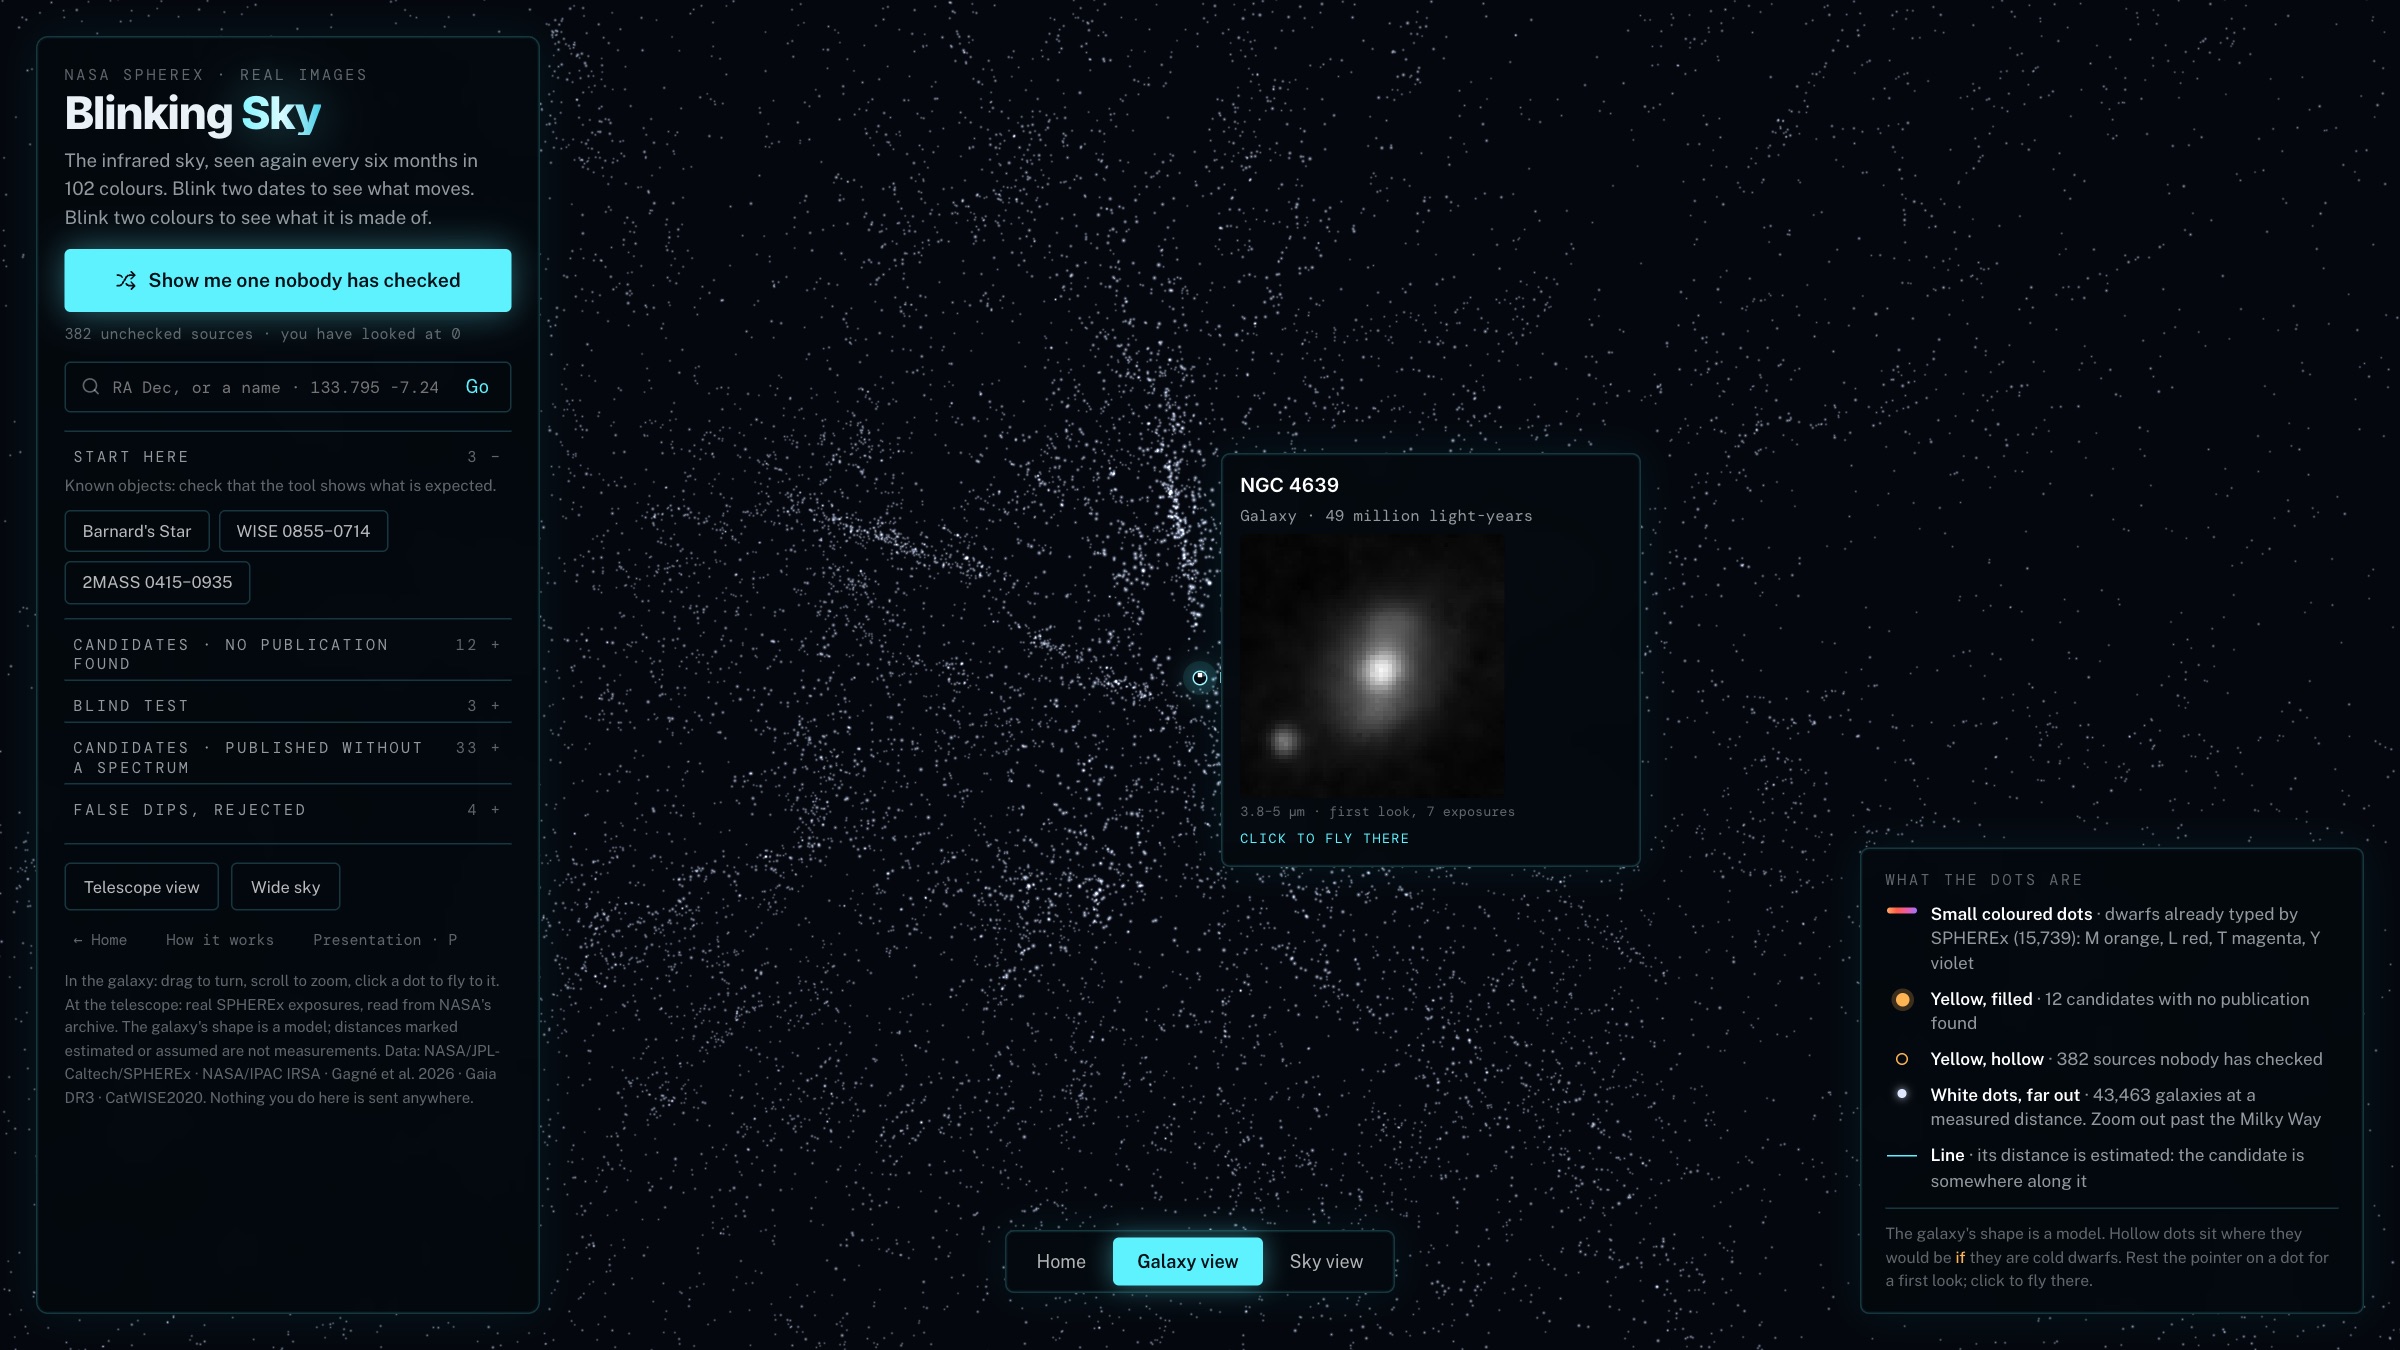 NASA SPHEREX · REAL IMAGES
Blinking Sky
The infrared sky, seen again every six months in
102 colours. Blink two dates to see what moves.
Blink two colours to see what it is made of.
Show me one nobody has checked
382 unchecked sources · you have looked at 0
RA Dec, or a name · 133.795 -7.24 Go
START HERE 3 −
Known objects: check that the tool shows what is expected.
Barnard's Star WISE 0855−0714
2MASS 0415−0935
CANDIDATES · NO PUBLICATION 12 +
FOUND
BLIND TEST 3 +
CANDIDATES · PUBLISHED WITHOUT 33 +
A SPECTRUM
FALSE DIPS, REJECTED 4 +
Telescope view Wide sky
← Home How it works Presentation · P
In the galaxy: drag to turn, scroll to zoom, click a dot to fly to it.
At the telescope: real SPHEREx exposures, read from NASA's
archive. The galaxy's shape is a model; distances marked
estimated or assumed are not measurements. Data: NASA/JPL-
Caltech/SPHEREx · NASA/IPAC IRSA · Gagné et al. 2026 · Gaia
DR3 · CatWISE2020. Nothing you do here is sent anywhere.
NGC 4639
Galaxy · 49 million light-years
3.8–5 µm · first look, 7 exposures
CLICK TO FLY THERE
Home Galaxy view Sky view
WHAT THE DOTS ARE
Small coloured dots · dwarfs already typed by
SPHEREx (15,739): M orange, L red, T magenta, Y
violet
Yellow, filled · 12 candidates with no publication
found
Yellow, hollow · 382 sources nobody has checked
White dots, far out · 43,463 galaxies at a
measured distance. Zoom out past the Milky Way
Line · its distance is estimated: the candidate is
somewhere along it
The galaxy's shape is a model. Hollow dots sit where they
would be if they are cold dwarfs. Rest the pointer on a dot for
a first look; click to fly there.